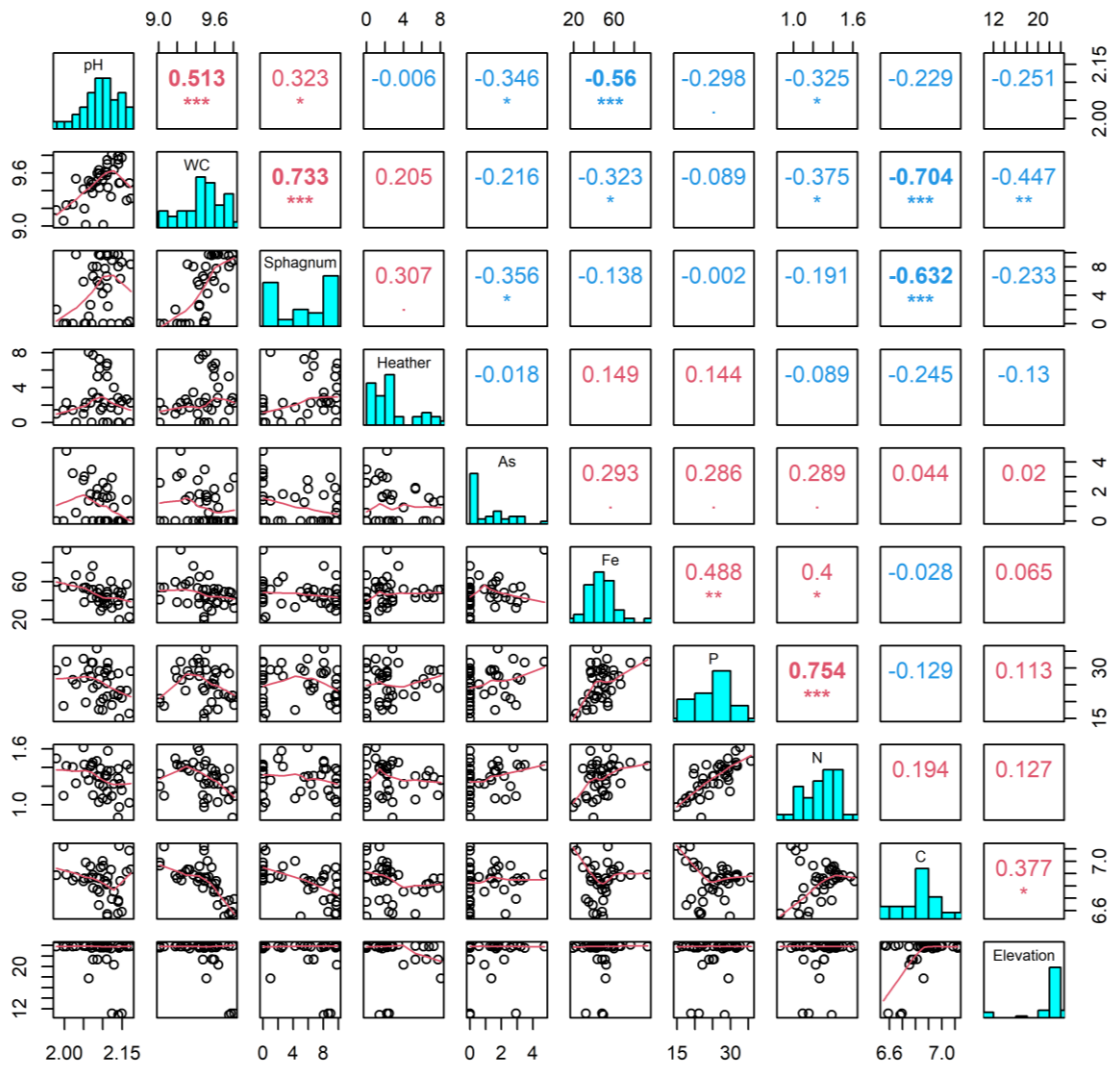 9.0 9.6 0 4 8 20 60 1.0 1.6 12 20
pH 0.513 0.323 -0.006 -0.346 -0.56 -0.298 -0.325 -0.229 -0.251
*** * * *** . *
2.00 2.15
9.0 9.6 WC 0.733 0.205 -0.216 -0.323 -0.089 -0.375 -0.704 -0.447
*** * * *** **
Sphagnum 0.307 -0.356 -0.138 -0.002 -0.191 -0.632 -0.233
. * ***
0 4 8
0 4 8 Heather -0.018 0.149 0.144 -0.089 -0.245 -0.13
As 0.293 0.286 0.289 0.044 0.02
. . .
0 2 4
20 60 Fe 0.488 0.4 -0.028 0.065
** *
P 0.754 -0.129 0.113
***
15 30
1.0 1.6 N 0.194 0.127
C 0.377
*
6.6 7.0
12 20 Elevation
2.00 2.15 0 4 8 0 2 4 15 30 6.6 7.0